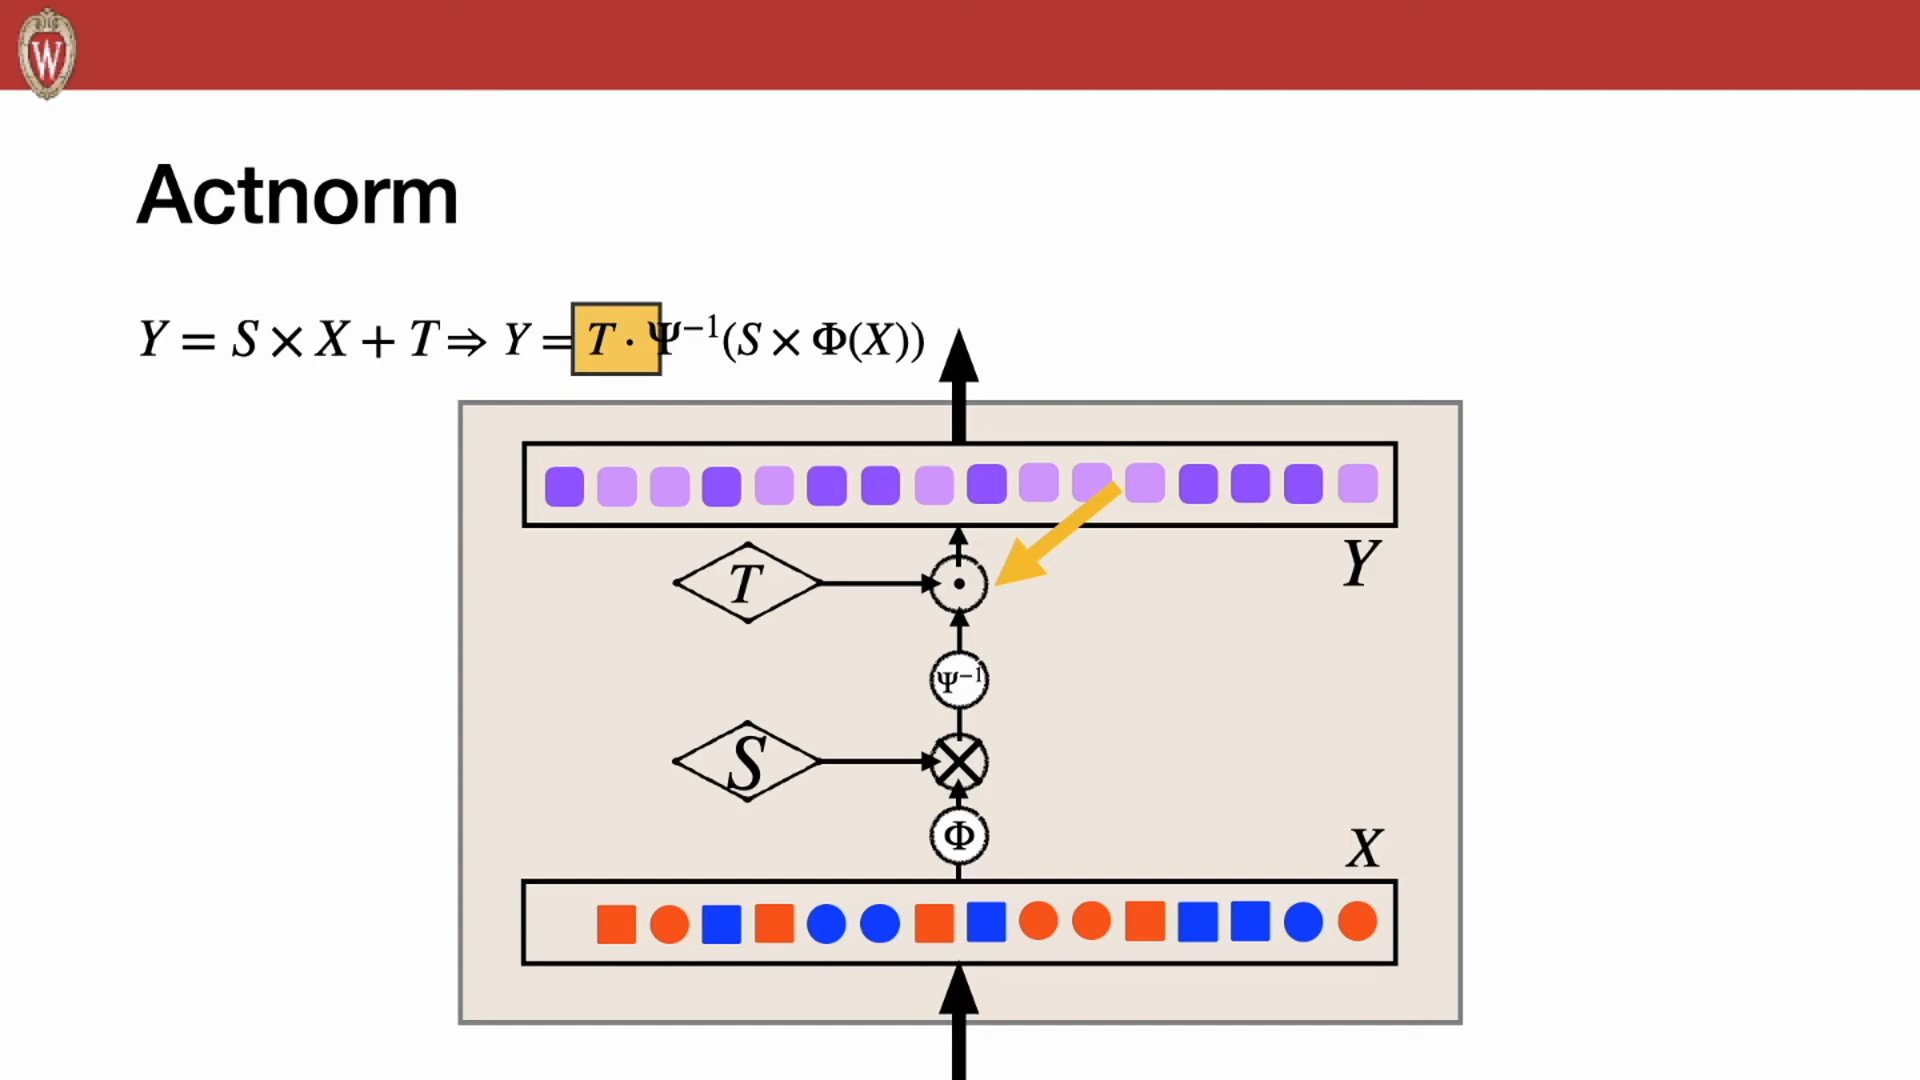 W
Actnorm
Y = S × X + T ⇒ Y = T · Ψ⁻¹(S × Φ(X))
T
Y
Ψ⁻¹
S
Φ
X